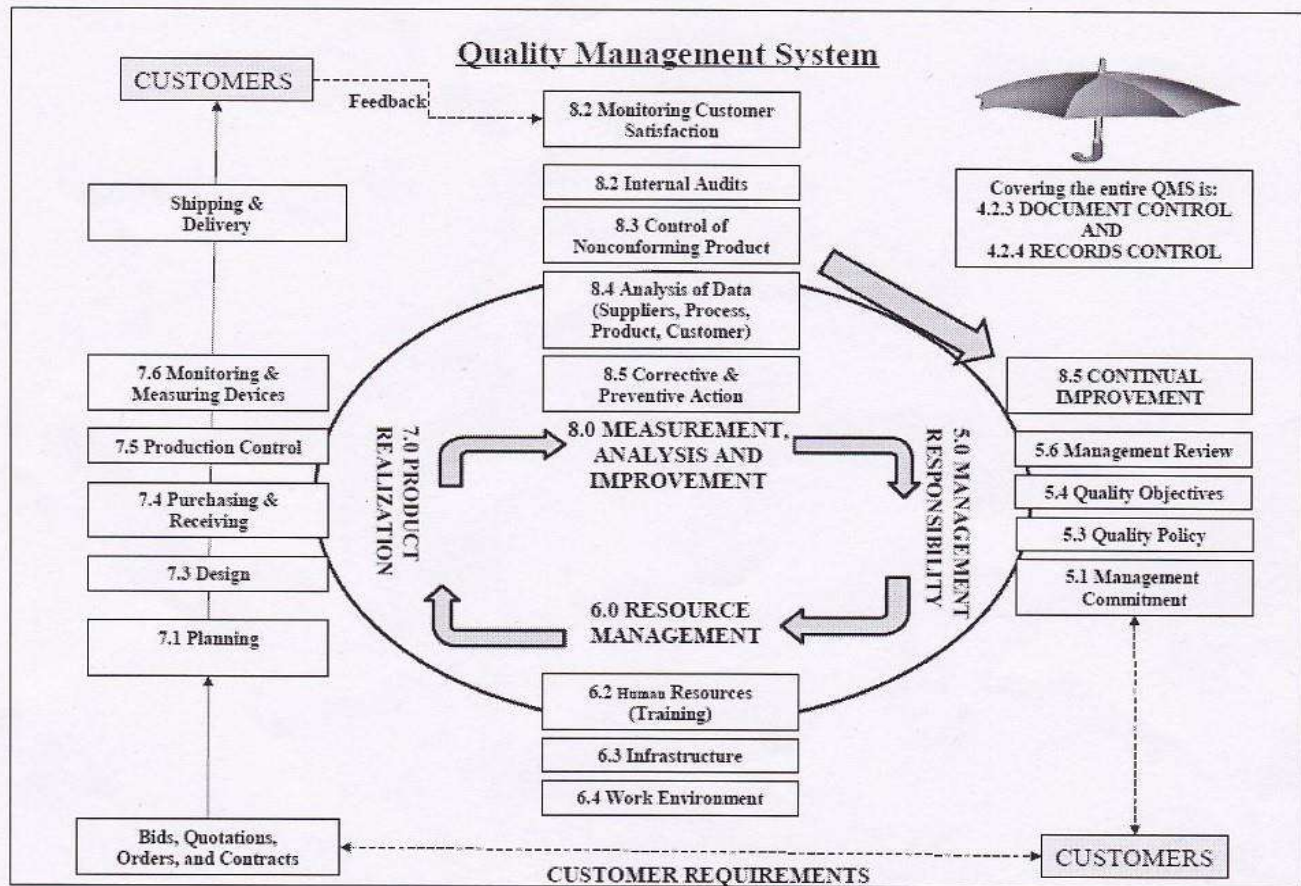 Quality Management System
CUSTOMERS
Feedback
8.2 Monitoring Customer
Satisfaction
8.2 Internal Audits
8.3 Control of
Nonconforming Product
8.4 Analysis of Data
(Suppliers, Process,
Product, Customer)
8.5 Corrective &
Preventive Action
Covering the entire QMS is:
4.2.3 DOCUMENT CONTROL
AND
4.2.4 RECORDS CONTROL
Shipping &
Delivery
7.6 Monitoring &
Measuring Devices
7.5 Production Control
7.4 Purchasing &
Receiving
7.3 Design
7.1 Planning
Bids, Quotations,
Orders, and Contracts
7.0 PRODUCT
REALIZATION
8.0 MEASUREMENT,
ANALYSIS AND
IMPROVEMENT
5.0 MANAGEMENT
RESPONSIBILITY
6.0 RESOURCE
MANAGEMENT
8.5 CONTINUAL
IMPROVEMENT
5.6 Management Review
5.4 Quality Objectives
5.3 Quality Policy
5.1 Management
Commitment
6.2 Human Resources
(Training)
6.3 Infrastructure
6.4 Work Environment
CUSTOMERS
CUSTOMER REQUIREMENTS